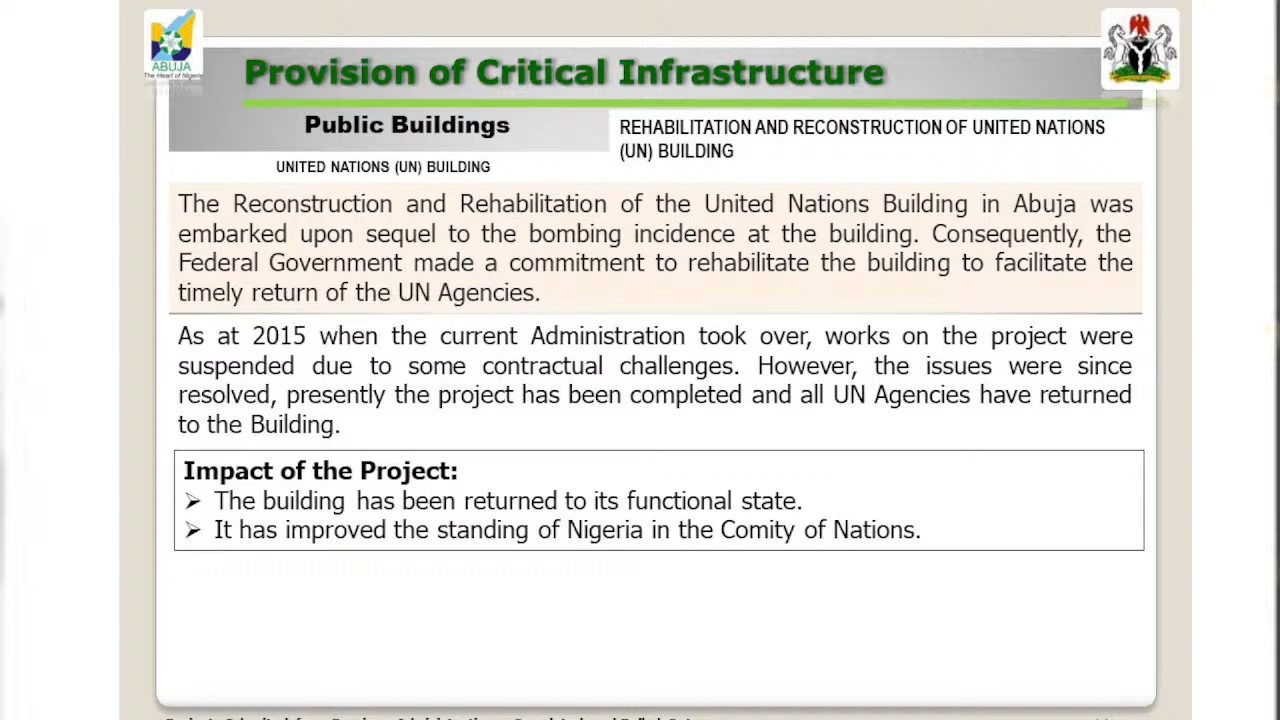 ABUJA
The Heart of Nigeria
Provision of Critical Infrastructure
Public Buildings
UNITED NATIONS (UN) BUILDING
REHABILITATION AND RECONSTRUCTION OF UNITED NATIONS
(UN) BUILDING
The Reconstruction and Rehabilitation of the United Nations Building in Abuja was
embarked upon sequel to the bombing incidence at the building. Consequently, the
Federal Government made a commitment to rehabilitate the building to facilitate the
timely return of the UN Agencies.
As at 2015 when the current Administration took over, works on the project were
suspended due to some contractual challenges. However, the issues were since
resolved, presently the project has been completed and all UN Agencies have returned
to the Building.
Impact of the Project:
➢ The building has been returned to its functional state.
➢ It has improved the standing of Nigeria in the Comity of Nations.